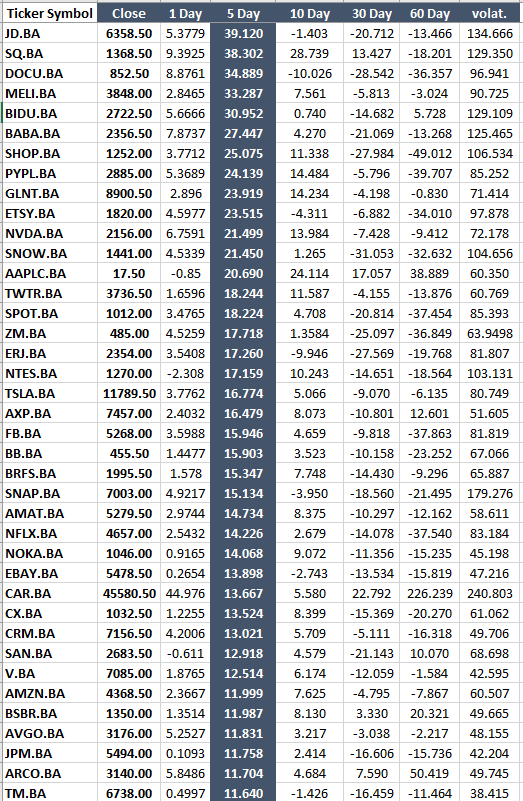 Ticker Symbol Close 1 Day 5 Day 10 Day 30 Day 60 Day volat.
JD.BA 6358.50 5.3779 39.120 -1.403 -20.712 -13.466 134.666
SQ.BA 1368.50 9.3925 38.302 28.739 13.427 -18.201 129.350
DOCU.BA 852.50 8.8761 34.889 -10.026 -28.542 -36.357 96.941
MELI.BA 3848.00 2.8465 33.287 7.561 -5.813 -3.024 90.725
BIDU.BA 2722.50 5.6666 30.952 0.740 -14.682 5.728 129.109
BABA.BA 2356.50 7.8737 27.447 4.270 -21.069 -13.268 125.465
SHOP.BA 1252.00 3.7712 25.075 11.338 -27.984 -49.012 106.534
PYPL.BA 2885.00 5.3689 24.139 14.484 -5.796 -39.707 85.252
GLNT.BA 8900.50 2.896 23.919 14.234 -4.198 -0.830 71.414
ETSY.BA 1820.00 4.5977 23.515 -4.311 -6.882 -34.010 97.878
NVDA.BA 2156.00 6.7591 21.499 13.984 -7.428 -9.412 72.178
SNOW.BA 1441.00 4.5339 21.450 1.265 -31.053 -32.632 104.656
AAPLC.BA 17.50 -0.85 20.690 24.114 17.057 38.889 60.350
TWTR.BA 3736.50 1.6596 18.244 11.587 -4.155 -13.876 60.769
SPOT.BA 1012.00 3.4765 18.224 4.708 -20.814 -37.454 85.393
ZM.BA 485.00 4.5259 17.718 1.3584 -25.097 -36.849 63.9498
ERJ.BA 2354.00 3.5408 17.260 -9.946 -27.569 -19.768 81.807
NTES.BA 1270.00 -2.308 17.159 10.243 -14.651 -18.564 103.131
TSLA.BA 11789.50 3.7762 16.774 5.066 -9.070 -6.135 80.749
AXP.BA 7457.00 2.4032 16.479 8.073 -10.801 12.601 51.605
FB.BA 5268.00 3.5988 15.946 4.659 -9.818 -37.863 81.819
BB.BA 455.50 1.4477 15.903 3.523 -10.158 -23.252 67.066
BRFS.BA 1995.50 1.578 15.347 7.748 -14.430 -9.296 65.887
SNAP.BA 7003.00 4.9217 15.134 -3.950 -18.560 -21.495 179.276
AMAT.BA 5279.50 2.9744 14.734 8.375 -10.297 -12.162 58.611
NFLX.BA 4657.00 2.5432 14.226 2.679 -14.078 -37.540 83.184
NOKA.BA 1046.00 0.9165 14.068 9.072 -11.356 -15.235 45.198
EBAY.BA 5478.50 0.2654 13.898 -2.743 -13.534 -15.819 47.216
CAR.BA 45580.50 44.976 13.667 5.580 22.792 226.239 240.803
CX.BA 1032.50 1.2255 13.524 8.399 -15.369 -20.270 61.062
CRM.BA 7156.50 4.2006 13.021 5.709 -5.111 -16.318 49.706
SAN.BA 2683.50 -0.611 12.918 4.579 -21.143 10.070 68.698
V.BA 7085.00 1.8765 12.514 6.174 -12.059 -1.584 42.595
AMZN.BA 4368.50 2.3667 11.999 7.625 -4.795 -7.867 60.507
BSBR.BA 1350.00 1.3514 11.987 8.130 3.330 20.321 49.665
AVGO.BA 3176.00 5.2527 11.831 3.217 -3.038 -2.217 48.155
JPM.BA 5494.00 0.1093 11.758 2.414 -16.606 -15.736 42.204
ARCO.BA 3140.00 5.8486 11.704 4.684 7.590 50.419 49.745
TM.BA 6738.00 0.4997 11.640 -1.426 -16.459 -11.464 38.415